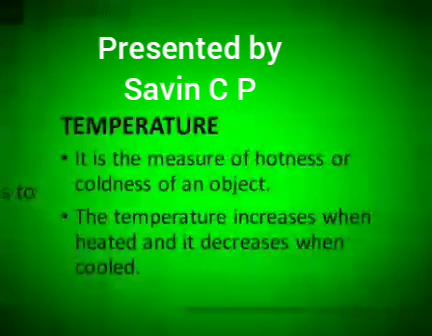 Presented by
Savin C P
TEMPERATURE
• It is the measure of hotness or
coldness of an object.
s to
• The temperature increases when
heated and it decreases when
cooled.